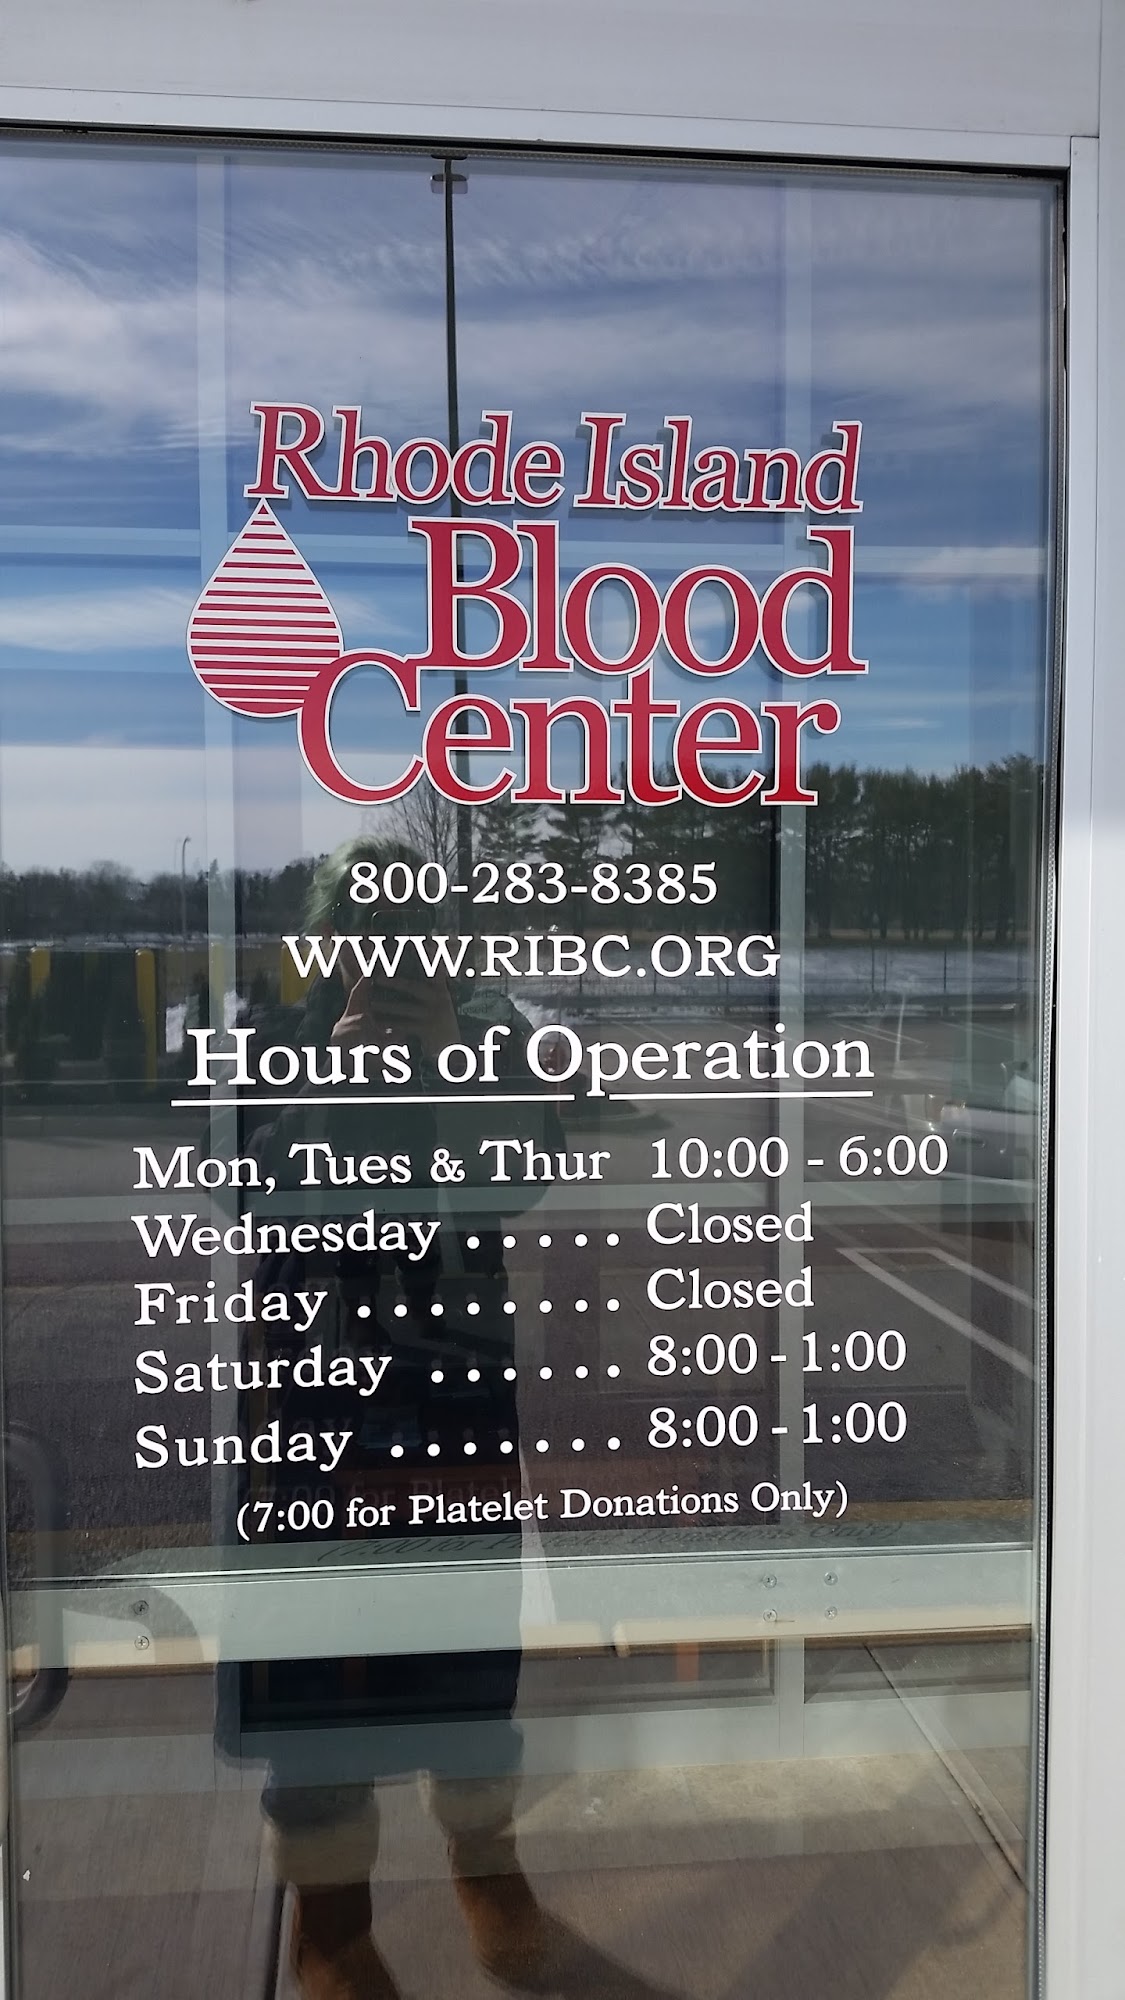 Rhode Island
Blood
Center
800-283-8385
WWW.RIBC.ORG
Hours of Operation
Mon, Tues & Thur 10:00 - 6:00
Wednesday ..... Closed
Friday ........ Closed
Saturday ...... 8:00 - 1:00
Sunday ....... 8:00 - 1:00
(7:00 for Platelet Donations Only)